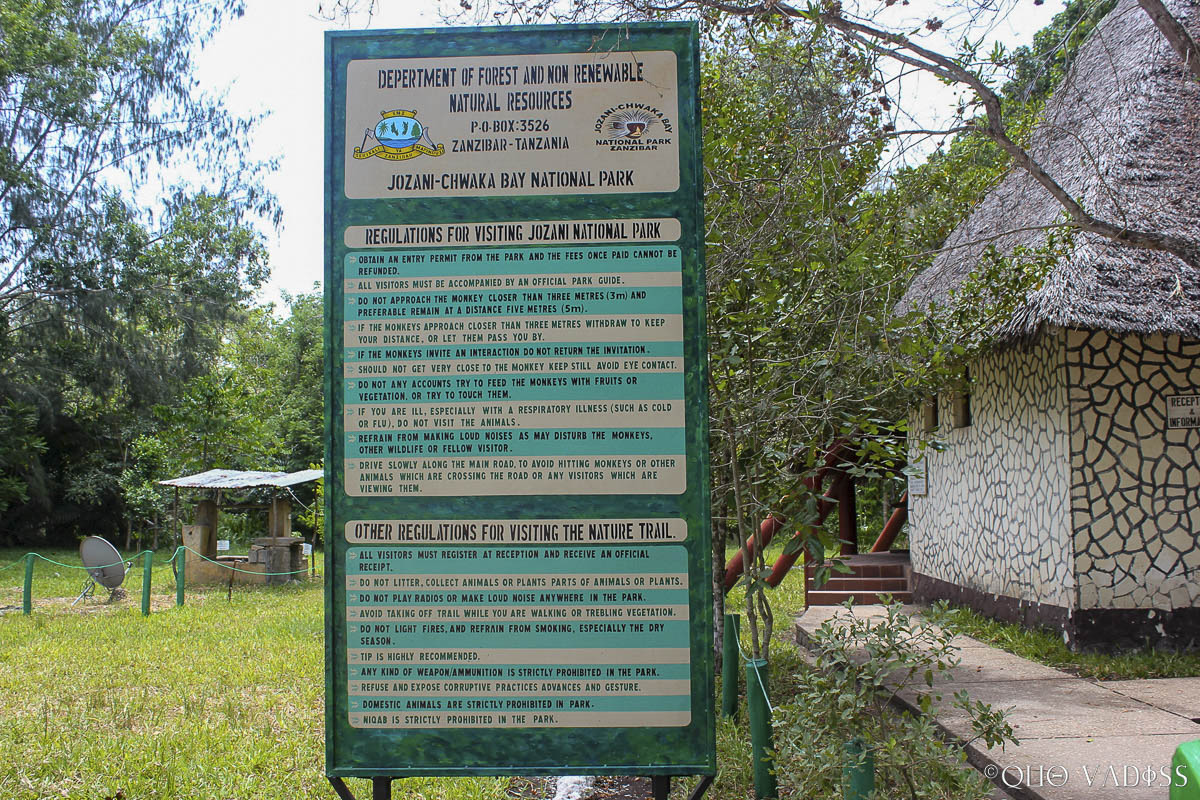 DEPERTMENT OF FOREST AND NON RENEWABLE
NATURAL RESOURCES
P·O·BOX:3526
ZANZIBAR-TANZANIA
ZANZIBAR
JOZANI-CHWAKA BAY
NATIONAL PARK
ZANZIBAR
JOZANI-CHWAKA BAY NATIONAL PARK
REGULATIONS FOR VISITING JOZANI NATIONAL PARK
OBTAIN AN ENTRY PERMIT FROM THE PARK AND THE FEES ONCE PAID CANNOT BE
REFUNDED.
ALL VISITORS MUST BE ACCOMPANIED BY AN OFFICIAL PARK GUIDE.
DO NOT APPROACH THE MONKEY CLOSER THAN THREE METRES (3m) AND
PREFERABLE REMAIN AT A DISTANCE FIVE METRES (5m).
IF THE MONKEYS APPROACH CLOSER THAN THREE METRES WITHDRAW TO KEEP
YOUR DISTANCE, OR LET THEM PASS YOU BY.
IF THE MONKEYS INVITE AN INTERACTION DO NOT RETURN THE INVITATION.
SHOULD NOT GET VERY CLOSE TO THE MONKEY KEEP STILL AVOID EYE CONTACT.
DO NOT ANY ACCOUNTS TRY TO FEED THE MONKEYS WITH FRUITS OR
VEGETATION, OR TRY TO TOUCH THEM.
IF YOU ARE ILL, ESPECIALLY WITH A RESPIRATORY ILLNESS (SUCH AS COLD
OR FLU), DO NOT VISIT THE ANIMALS.
REFRAIN FROM MAKING LOUD NOISES AS MAY DISTURB THE MONKEYS,
OTHER WILDLIFE OR FELLOW VISITOR.
DRIVE SLOWLY ALONG THE MAIN ROAD, TO AVOID HITTING MONKEYS OR OTHER
ANIMALS WHICH ARE CROSSING THE ROAD OR ANY VISITORS WHICH ARE
VIEWING THEM.
OTHER REGULATIONS FOR VISITING THE NATURE TRAIL.
ALL VISITORS MUST REGISTER AT RECEPTION AND RECEIVE AN OFFICIAL
RECEIPT.
DO NOT LITTER, COLLECT ANIMALS OR PLANTS PARTS OF ANIMALS OR PLANTS.
DO NOT PLAY RADIOS OR MAKE LOUD NOISE ANYWHERE IN THE PARK.
AVOID TAKING OFF TRAIL WHILE YOU ARE WALKING OR TREBLING VEGETATION.
DO NOT LIGHT FIRES, AND REFRAIN FROM SMOKING, ESPECIALLY THE DRY
SEASON.
TIP IS HIGHLY RECOMMENDED.
ANY KIND OF WEAPON/AMMUNITION IS STRICTLY PROHIBITED IN THE PARK.
REFUSE AND EXPOSE CORRUPTIVE PRACTICES ADVANCES AND GESTURE.
DOMESTIC ANIMALS ARE STRICTLY PROHIBITED IN PARK.
NIQAB IS STRICTLY PROHIBITED IN THE PARK.
RECEPT
&
INFORMA